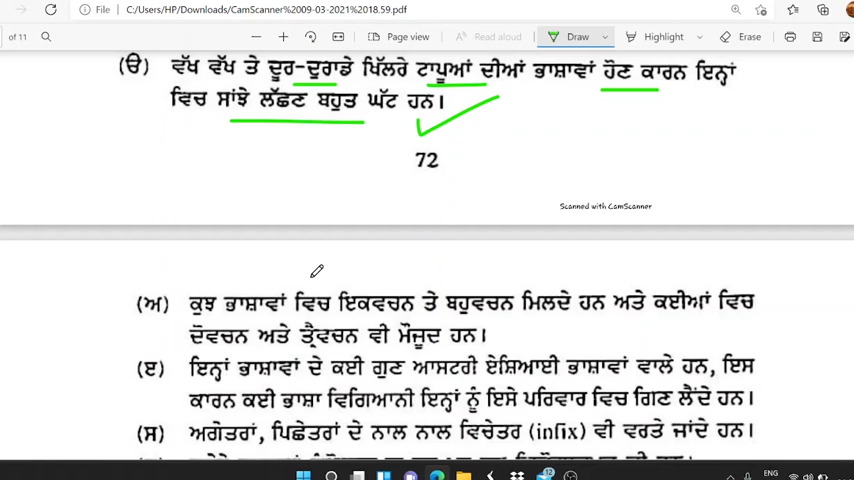 File
C:/Users/HP/Downloads/CamScanner%2009-03-2021%2018.59.pdf
of 11
Page view
Read aloud
Draw
Highlight
Erase
(ੳ) ਵੱਖ ਵੱਖ ਤੇ ਦੂਰ-ਦੁਰਾਡੇ ਖਿੱਲਰੇ ਟਾਪੂਆਂ ਦੀਆਂ ਭਾਸ਼ਾਵਾਂ ਹੋਣ ਕਾਰਨ ਇਨ੍ਹਾਂ
ਵਿਚ ਸਾਂਝੇ ਲੱਛਣ ਬਹੁਤ ਘੱਟ ਹਨ।
72
Scanned with CamScanner
(ਅ) ਕੁਝ ਭਾਸ਼ਾਵਾਂ ਵਿਚ ਇਕਵਚਨ ਤੇ ਬਹੁਵਚਨ ਮਿਲਦੇ ਹਨ ਅਤੇ ਕਈਆਂ ਵਿਚ
ਦੋਵਚਨ ਅਤੇ ਤ੍ਰੈਵਚਨ ਵੀ ਮੌਜੂਦ ਹਨ।
(ੲ) ਇਨ੍ਹਾਂ ਭਾਸ਼ਾਵਾਂ ਦੇ ਕਈ ਗੁਣ ਆਸਟਰੀ ਏਸ਼ਿਆਈ ਭਾਸ਼ਾਵਾਂ ਵਾਲੇ ਹਨ, ਇਸ
ਕਾਰਨ ਕਈ ਭਾਸ਼ਾ ਵਿਗਿਆਨੀ ਇਨ੍ਹਾਂ ਨੂੰ ਇਸੇ ਪਰਿਵਾਰ ਵਿਚ ਗਿਣ ਲੈਂਦੇ ਹਨ।
(ਸ) ਅਗੇਤਰਾਂ, ਪਿਛੇਤਰਾਂ ਦੇ ਨਾਲ ਨਾਲ ਵਿਚੇਤਰ (infix) ਵੀ ਵਰਤੇ ਜਾਂਦੇ ਹਨ।
12
ENG